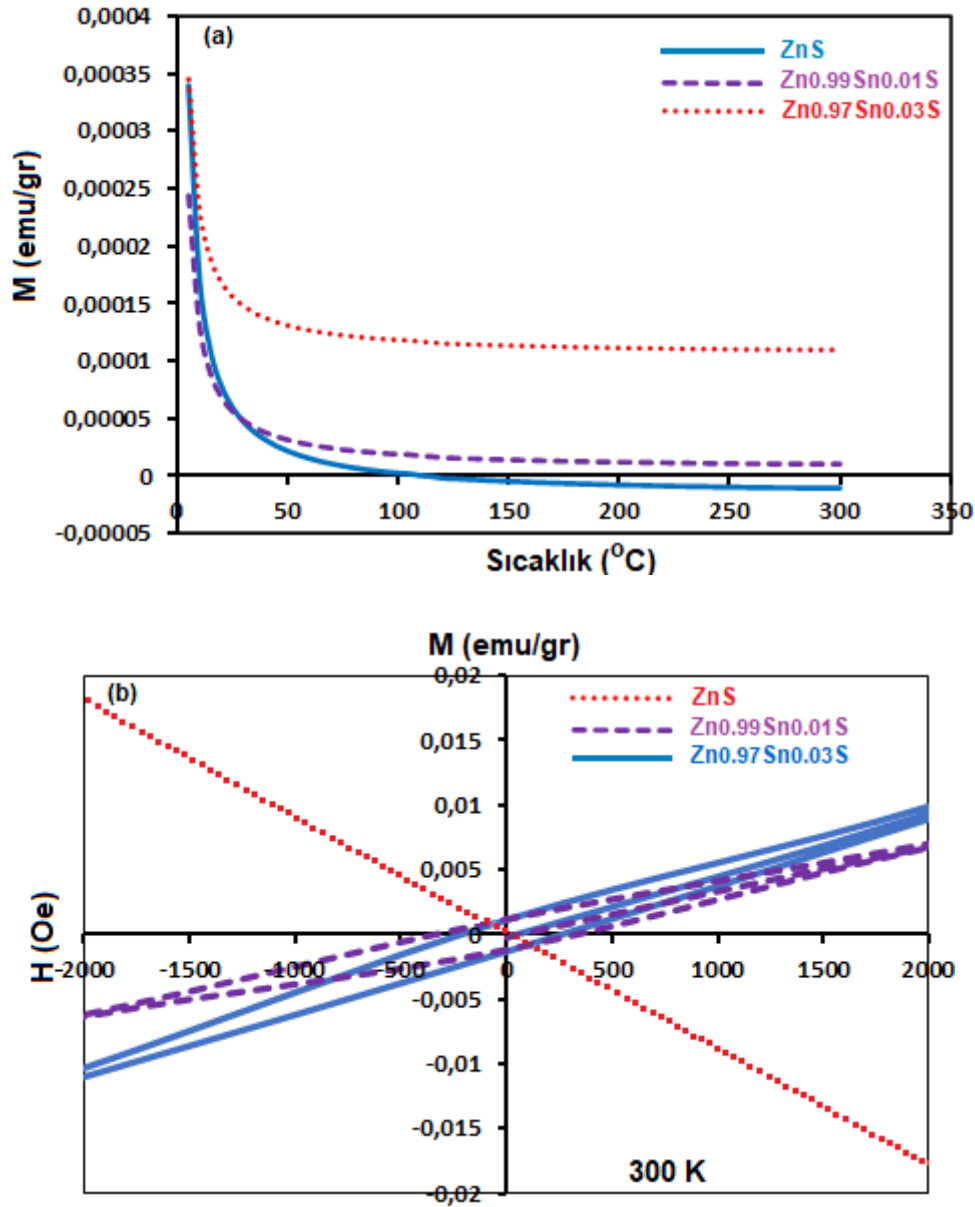 0,0004
(a)
ZnS
0,00035
Zn0.99Sn0.01S
0,0003
Zn0.97Sn0.03S
0,00025
M (emu/gr)
0,0002
0,00015
0,0001
0,00005
0
0 50 100 150 200 250 300 350
-0,00005
Sıcaklık (⁰C)
M (emu/gr)
0,02
(b)
ZnS
Zn0.99Sn0.01S
0,015
Zn0.97Sn0.03S
0,01
0,005
H (Oe)
0
-2000 -1500 -1000 -500 0 500 1000 1500 2000
-0,005
-0,01
-0,015
300 K
-0,02